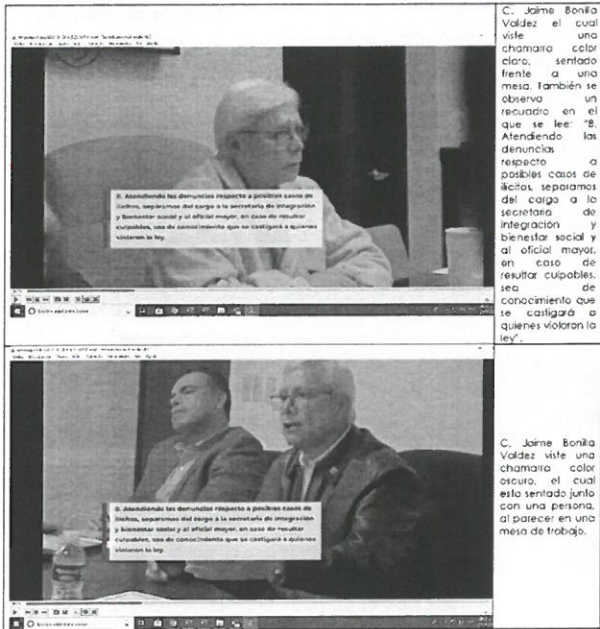 C. Jaime Bonilla
Valdez el cual
viste una
chamarra color
claro, sentado
frente a una
mesa. También se
observa un
recuadro en el
que se lee: "8.
Atendiendo las
denuncias
respecto a
posibles casos de
ilícitos, separamos
del cargo a la
secretaria de
integración y
bienestar social y
al oficial mayor,
en caso de
resultar culpables,
sea de
conocimiento que
se castigará a
quienes violaron la
ley".
8. Atendiendo las denuncias respecto a posibles casos de
ilícitos, separamos del cargo a la secretaria de integración
y bienestar social y al oficial mayor, en caso de resultar
culpables, sea de conocimiento que se castigará a quienes
violaron la ley.
C. Jaime Bonilla
Valdez viste una
chamarra color
oscuro, el cual
esta sentado junto
con una persona,
al parecer en una
mesa de trabajo.
8. Atendiendo las denuncias respecto a posibles casos de
ilícitos, separamos del cargo a la secretaria de integración
y bienestar social y al oficial mayor, en caso de resultar
culpables, sea de conocimiento que se castigará a quienes
violaron la ley.